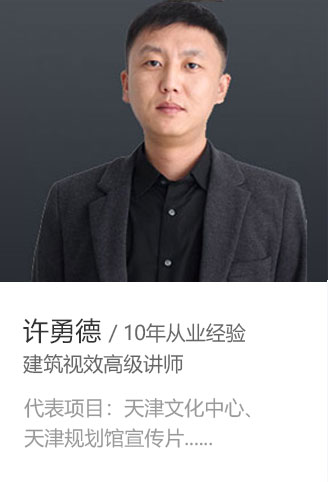 许勇德 / 10年从业经验
建筑视效高级讲师
代表项目：天津文化中心、
天津规划馆宣传片......